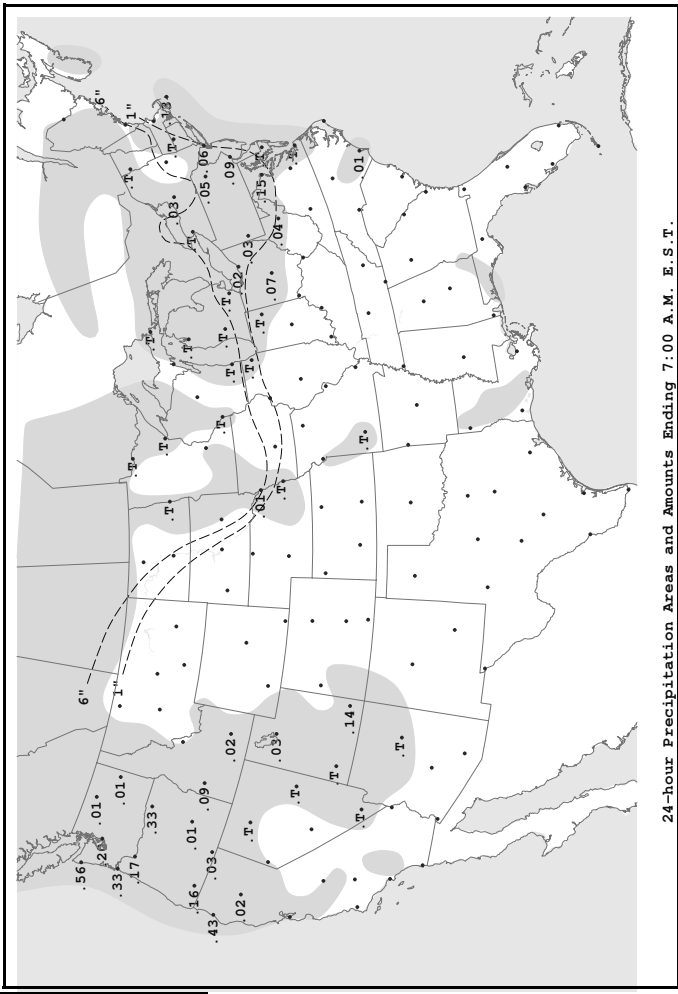 .56
6"
.01
6"
.33
1"
.01
.T
1"
T
.17
T
.33
T
.13
.T
T
.03
T
.01
T
.16
.06
.09
.05
.03
.43
.T
T
T
.09
T
.02
.02
.02
.03
T
.T
T
.01
.15
T
.07
.03
.04
T
T
.T
T
.14
.01
T
.T
.T
24-hour Precipitation Areas and Amounts Ending 7:00 A.M. E.S.T.